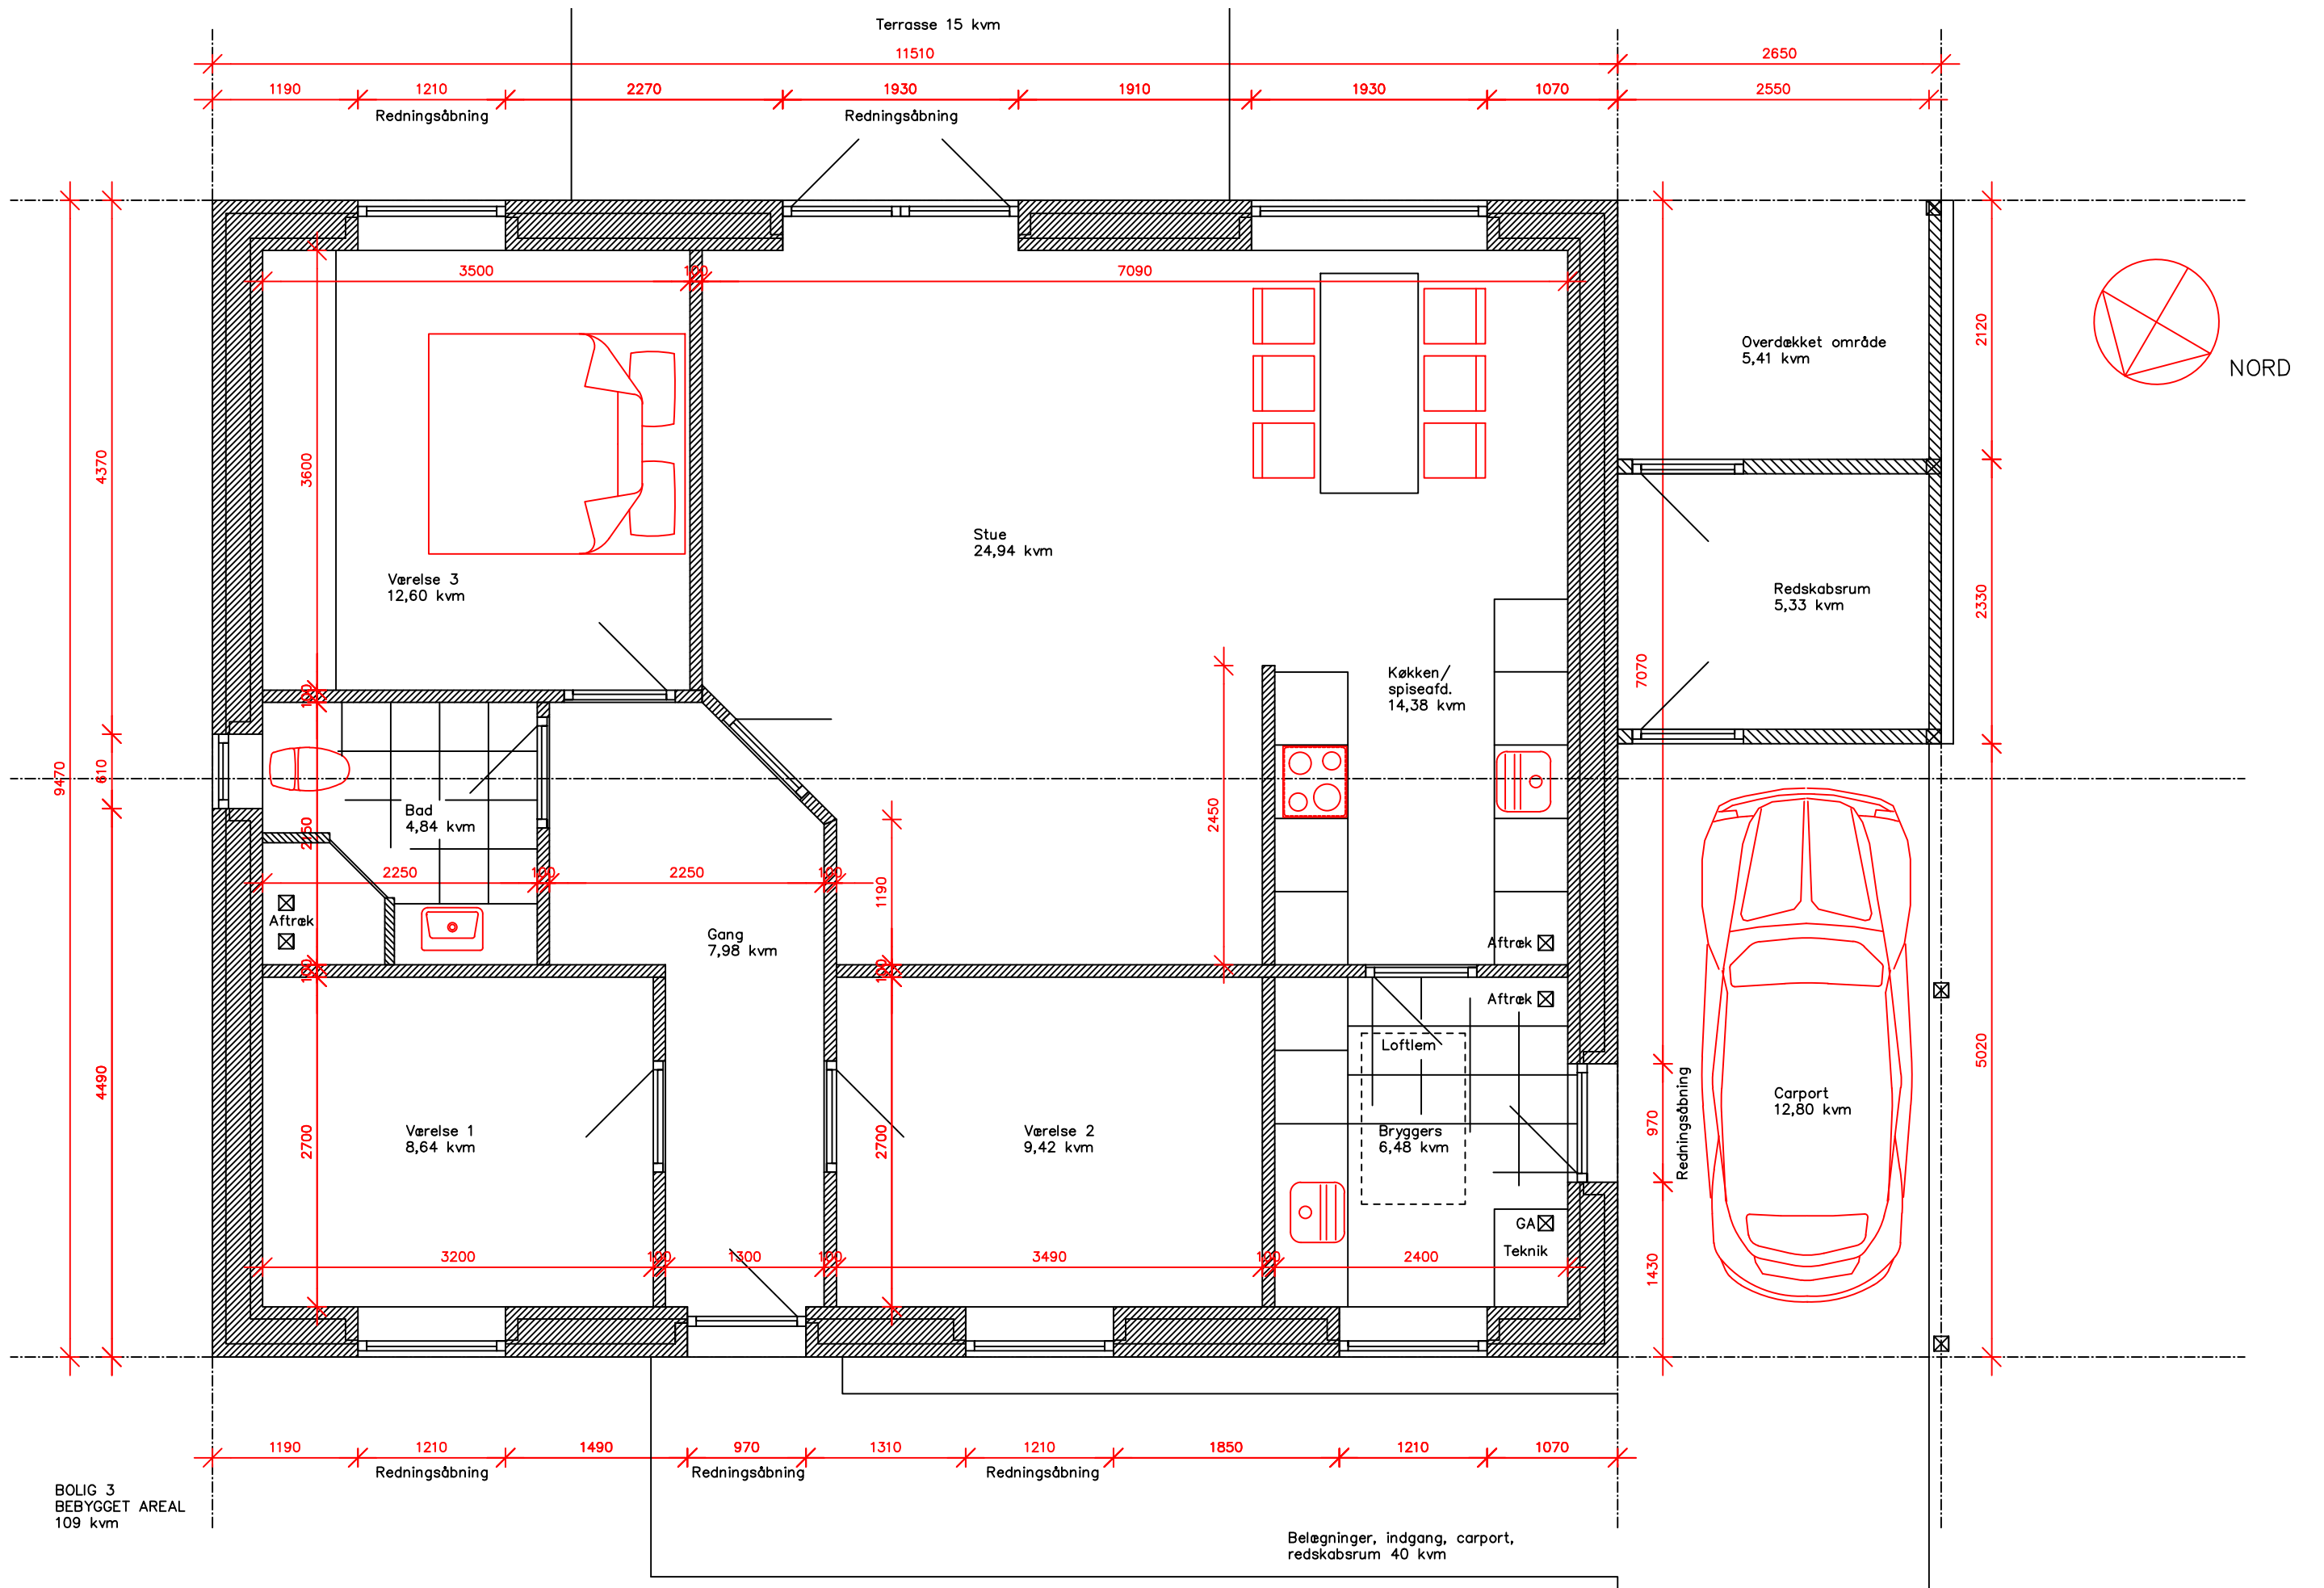 Terrasse 15 kvm
11510
2650
1190
1210
2270
1930
1910
1930
1070
2550
Redningsåbning
Redningsåbning
3500
100
7090
9470
4370
610
4490
3600
100
2150
100
2700
Værelse 3
12,60 kvm
Stue
24,94 kvm
Køkken/
spiseafd.
14,38 kvm
Overdækket område
5,41 kvm
NORD
2120
Redskabsrum
5,33 kvm
2330
7070
2450
Bad
4,84 kvm
2250
100
2250
100
1190
100
2700
Aftræk
Gang
7,98 kvm
Aftræk
Aftræk
Loftlem
Værelse 1
8,64 kvm
Værelse 2
9,42 kvm
Bryggers
6,48 kvm
GA
Teknik
970
1430
Redningsåbning
Carport
12,80 kvm
5020
3200
100
1300
100
3490
100
2400
1190
1210
1490
970
1310
1210
1850
1210
1070
Redningsåbning
Redningsåbning
Redningsåbning
BOLIG 3
BEBYGGET AREAL
109 kvm
Belægninger, indgang, carport,
redskabsrum 40 kvm